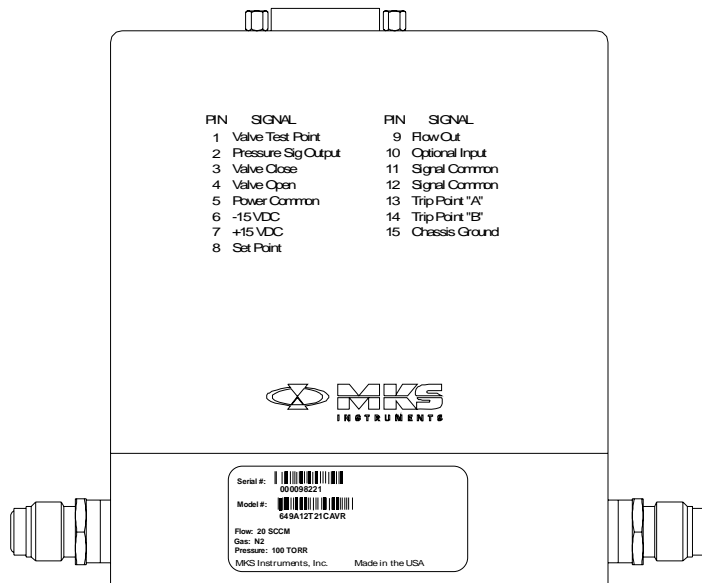 PIN SIGNAL
1 Valve Test Point
2 Pressure Sig Output
3 Valve Close
4 Valve Open
5 Power Common
6 -15 VDC
7 +15 VDC
8 Set Point
PIN SIGNAL
9 Flow Out
10 Optional Input
11 Signal Common
12 Signal Common
13 Trip Point "A"
14 Trip Point "B"
15 Chassis Ground
MKS
INSTRUMENTS
Serial #:
000098221
Model #:
649A12T21CAVR
Flow: 20 SCCM
Gas: N2
Pressure: 100 TORR
MKS Instruments, Inc. Made in the USA